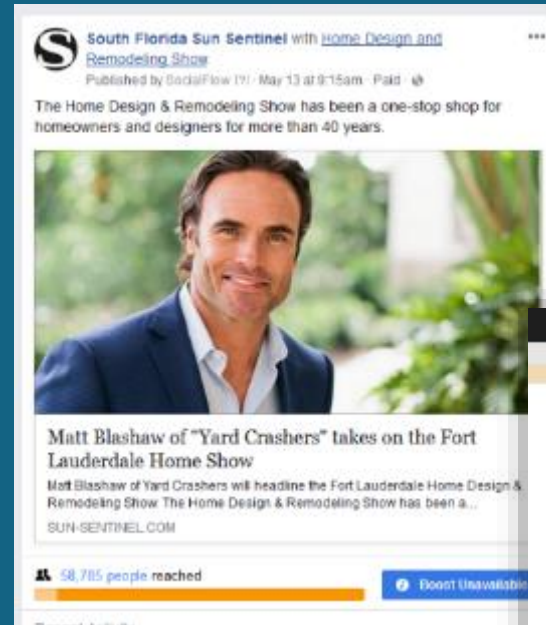 S South Florida Sun Sentinel with Home Design and
Remodeling Show
Published by SocialFlow [?] · May 13 at 9:15am · Paid ·
The Home Design & Remodeling Show has been a one-stop shop for
homeowners and designers for more than 40 years.
Matt Blashaw of "Yard Crashers" takes on the Fort
Lauderdale Home Show
Matt Blashaw of Yard Crashers will headline the Fort Lauderdale Home Design &
Remodeling Show. The Home Design & Remodeling Show has been a...
SUN-SENTINEL.COM
58,785 people reached
Boost Unavailable